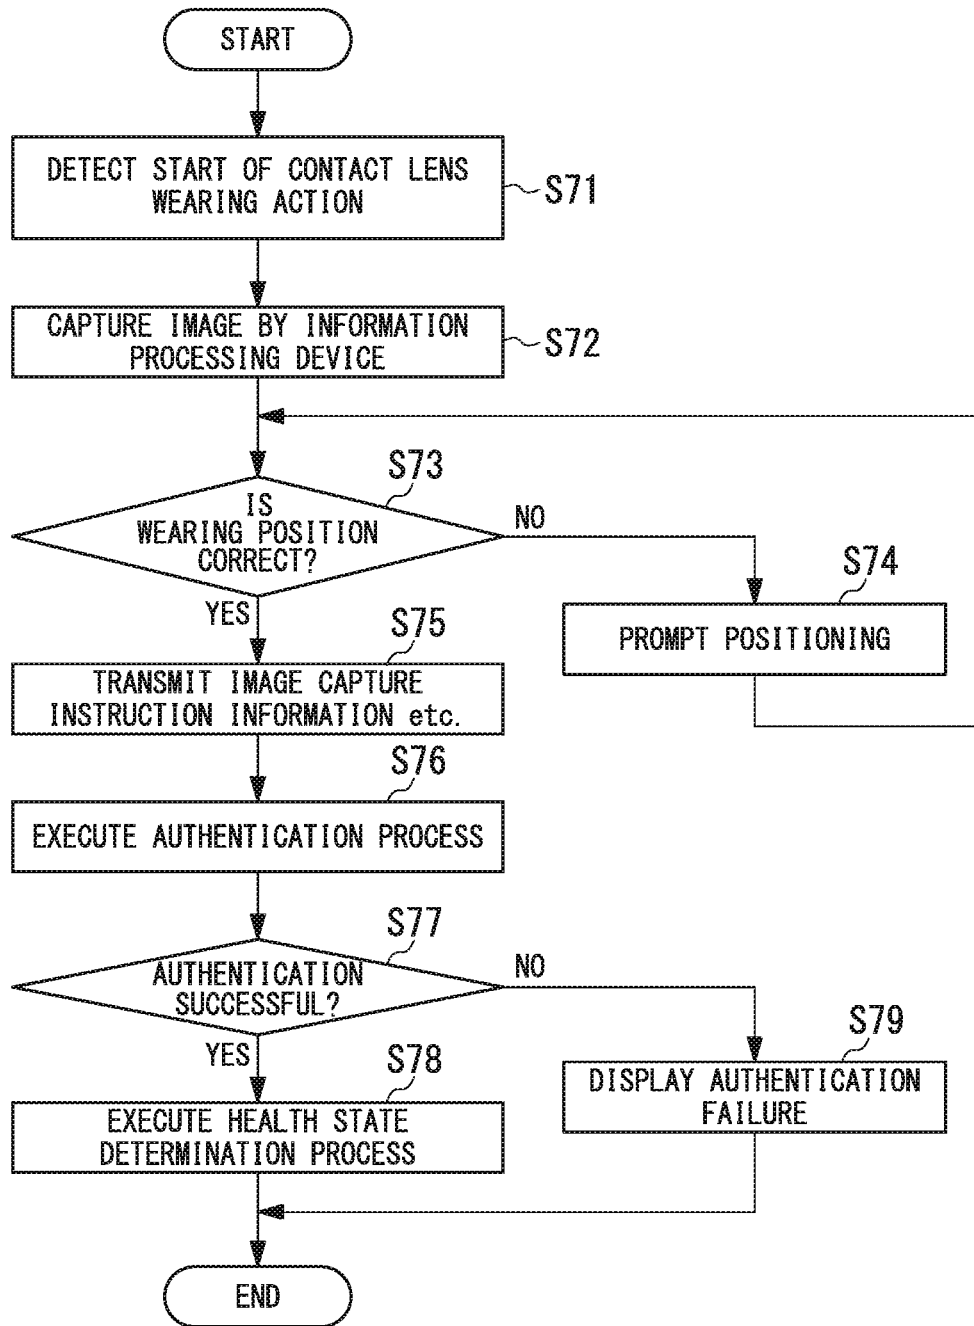 START
DETECT START OF CONTACT LENS
WEARING ACTION
S71
CAPTURE IMAGE BY INFORMATION
PROCESSING DEVICE
S72
S73
IS
WEARING POSITION
CORRECT?
NO
YES
S74
PROMPT POSITIONING
S75
TRANSMIT IMAGE CAPTURE
INSTRUCTION INFORMATION etc.
S76
EXECUTE AUTHENTICATION PROCESS
S77
AUTHENTICATION
SUCCESSFUL?
NO
YES
S79
DISPLAY AUTHENTICATION
FAILURE
S78
EXECUTE HEALTH STATE
DETERMINATION PROCESS
END